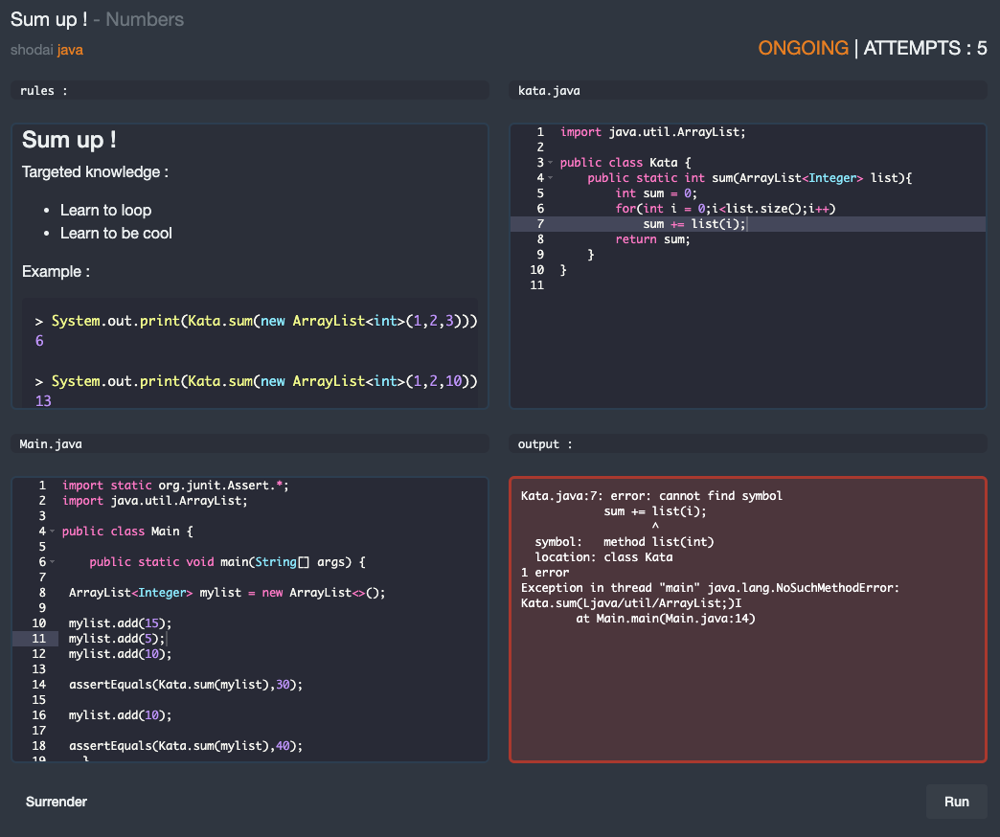 Sum up ! - Numbers
shodai java
ONGOING | ATTEMPTS : 5
rules :
Sum up !
Targeted knowledge :
• Learn to loop
• Learn to be cool
Example :
> System.out.print(Kata.sum(new ArrayList<int>(1,2,3)))
6
> System.out.print(Kata.sum(new ArrayList<int>(1,2,10))
13
kata.java
1 import java.util.ArrayList;
2
3 public class Kata {
4     public static int sum(ArrayList<Integer> list){
5         int sum = 0;
6         for(int i = 0;i<list.size();i++)
7             sum += list(i);
8         return sum;
9     }
10 }
11
Main.java
1 import static org.junit.Assert.*;
2 import java.util.ArrayList;
3
4 public class Main {
5
6     public static void main(String[] args) {
7
8  ArrayList<Integer> mylist = new ArrayList<>();
9
10  mylist.add(15);
11  mylist.add(5);
12  mylist.add(10);
13
14  assertEquals(Kata.sum(mylist),30);
15
16  mylist.add(10);
17
18  assertEquals(Kata.sum(mylist),40);
19    }
output :
Kata.java:7: error: cannot find symbol
            sum += list(i);
                   ^
  symbol:   method list(int)
  location: class Kata
1 error
Exception in thread "main" java.lang.NoSuchMethodError:
Kata.sum(Ljava/util/ArrayList;)I
        at Main.main(Main.java:14)
Surrender
Run